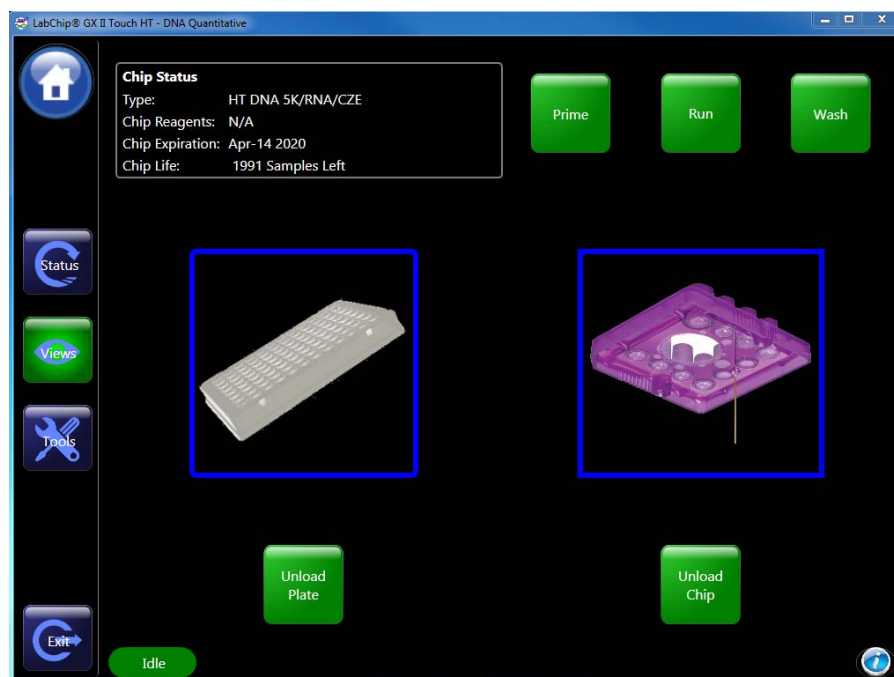 LabChip® GX II Touch HT - DNA Quantitative
Chip Status
Type: HT DNA 5K/RNA/CZE
Chip Reagents: N/A
Chip Expiration: Apr-14 2020
Chip Life: 1991 Samples Left
Prime
Run
Wash
Status
Views
Tools
Unload
Plate
Unload
Chip
Exit
Idle